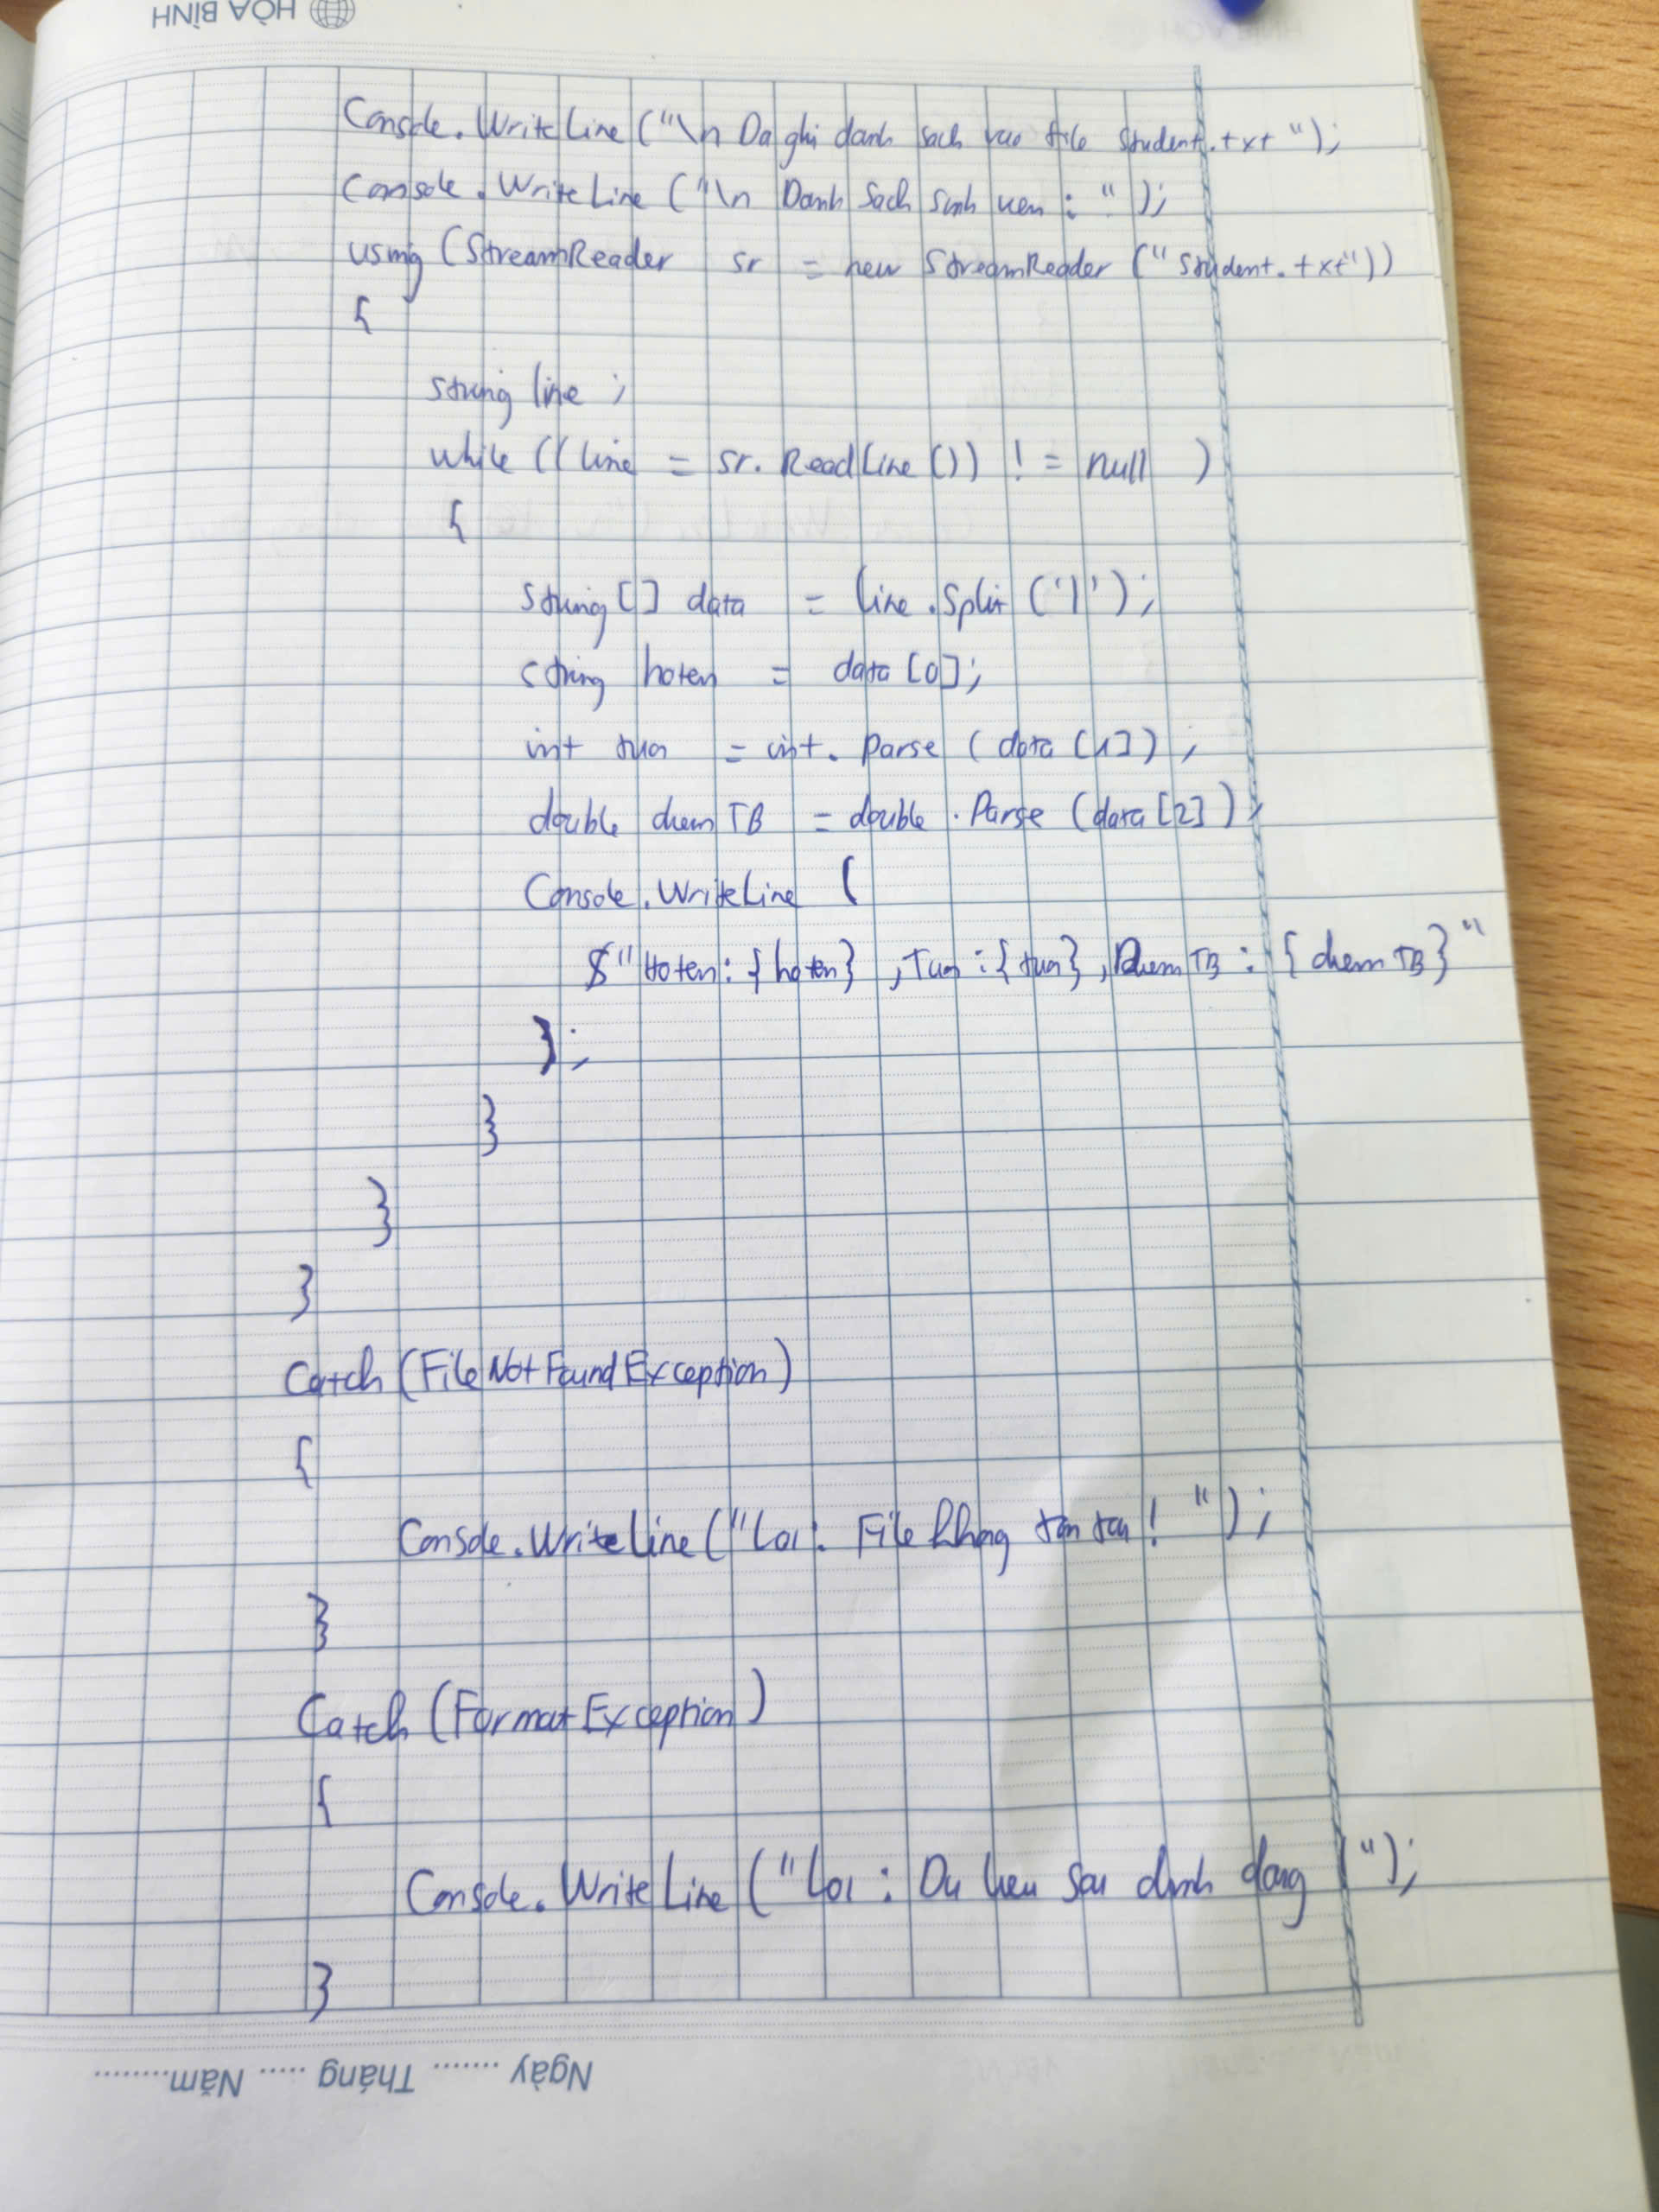 HÒA BÌNH
Console.WriteLine ("\n Da ghi danh sach vao file student.txt");
Console.WriteLine ("\n Danh Sach sinh vien : " );
using (StreamReader sr = new StreamReader ("student.txt"))
{
string line ;
while ((line = sr.ReadLine ()) != null )
{
string [] data = line.Split ('|');
string hoten = data [0];
int tuoi = int.Parse (data [1]) ;
double diemTB = double.Parse (data [2]);
Console.WriteLine (
$"Hoten: {hoten} ,Tuoi : {tuoi} ,DiemTB : {diemTB}"
);
}
}
}
Catch (FileNotFoundException)
{
Console.WriteLine ("Loi: File khong ton tai! ");
}
Catch (FormatException)
{
Console.WriteLine ("Loi : Du lieu sai dinh dang !");
}
Ngày ....... Tháng ..... Năm.........